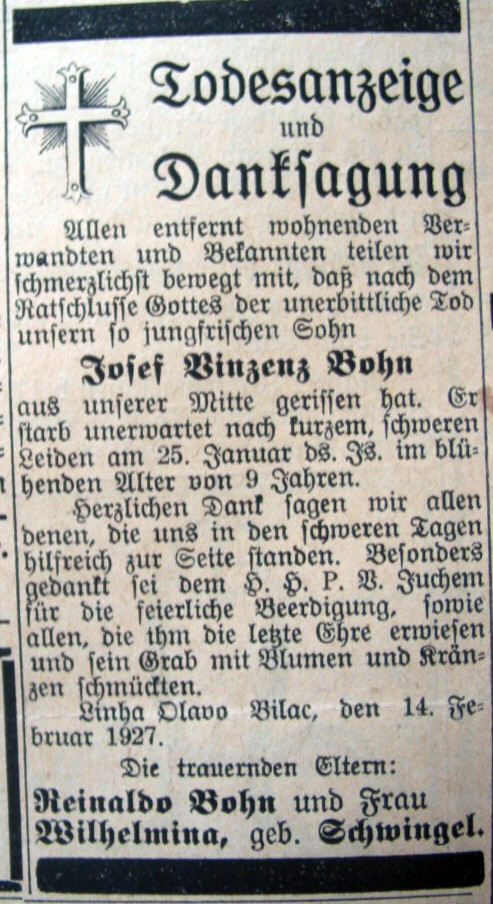 Todesanzeige
und
Danksagung
Allen entfernt wohnenden Ver-
wandten und Bekannten teilen wir
schmerzlichst bewegt mit, daß nach dem
Ratschlusse Gottes der unerbittliche Tod
unsern so jungfrischen Sohn
Josef Vinzenz Bohn
aus unserer Mitte gerissen hat. Er
starb unerwartet nach kurzem, schweren
Leiden am 25. Januar ds. Js. im blü-
henden Alter von 9 Jahren.
Herzlichen Dank sagen wir allen
denen, die uns in den schweren Tagen
hilfreich zur Seite standen. Besonders
gedankt sei dem H. H. P. V. Juchem
für die feierliche Beerdigung, sowie
allen, die ihm die letzte Ehre erwiesen
und sein Grab mit Blumen und Krän-
zen schmückten.
Linha Olavo Bilac, den 14. Fe-
bruar 1927.
Die trauernden Eltern:
Reinaldo Bohn und Frau
Wilhelmina, geb. Schwingel.